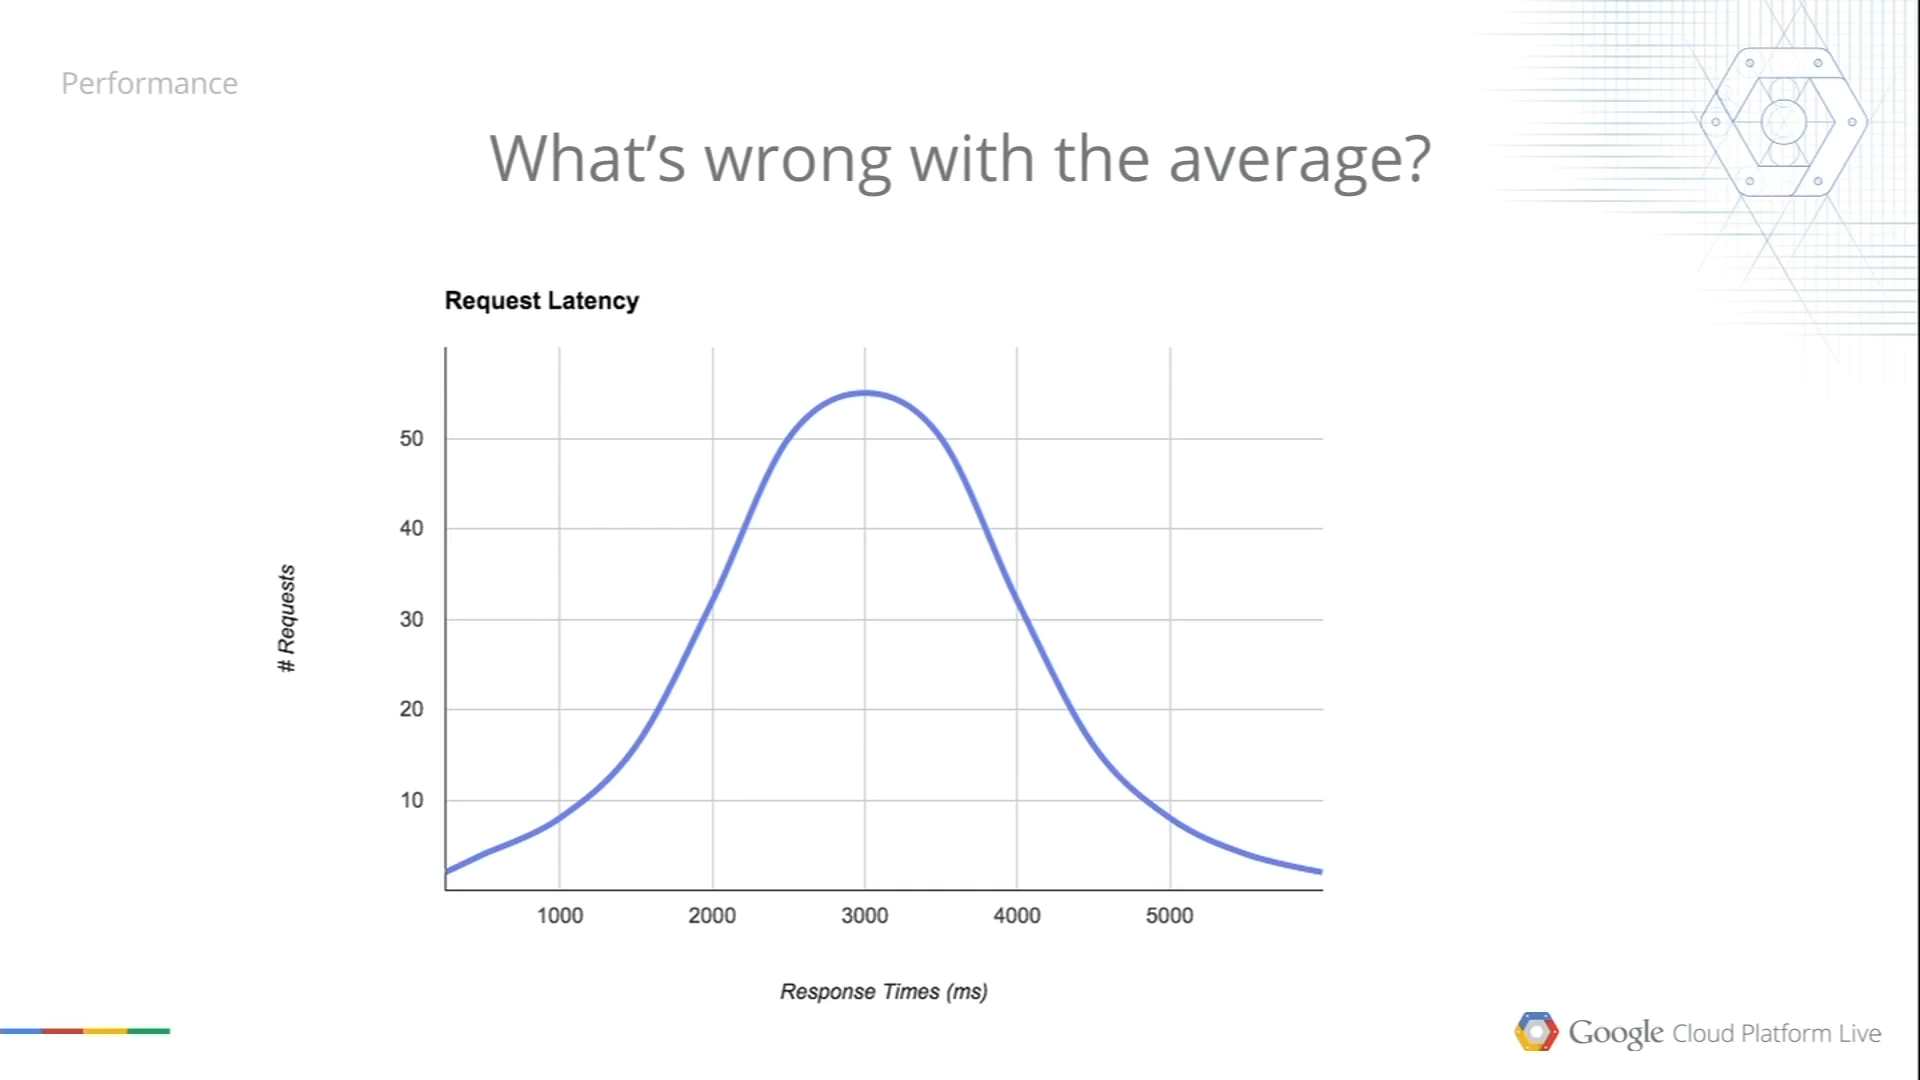 Performance
What’s wrong with the average?
Request Latency
50
40
30
20
10
# Requests
1000 2000 3000 4000 5000
Response Times (ms)
Google Cloud Platform Live